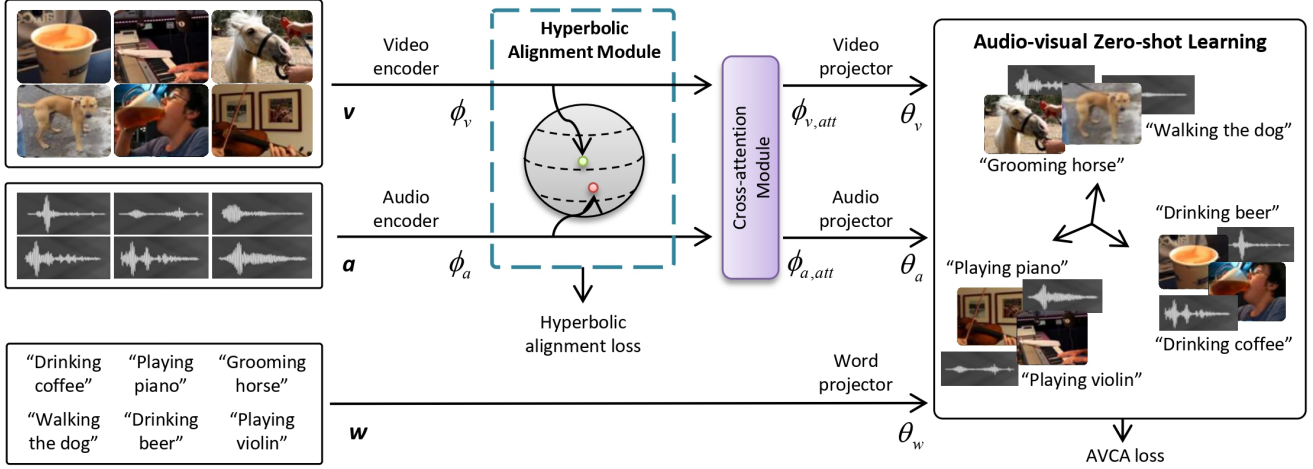 Hyperbolic
Alignment Module
Video
encoder
v
ϕv
Audio
encoder
a
ϕa
Hyperbolic
alignment loss
Cross-attention
Module
Video
projector
ϕv,att
θv
Audio
projector
ϕa,att
θa
“Drinking
coffee”
“Playing
piano”
“Grooming
horse”
“Walking
the dog”
“Drinking
beer”
“Playing
violin”
w
Word
projector
θw
Audio-visual Zero-shot Learning
“Walking the dog”
“Grooming horse”
“Drinking beer”
“Playing piano”
“Drinking coffee”
“Playing violin”
AVCA loss